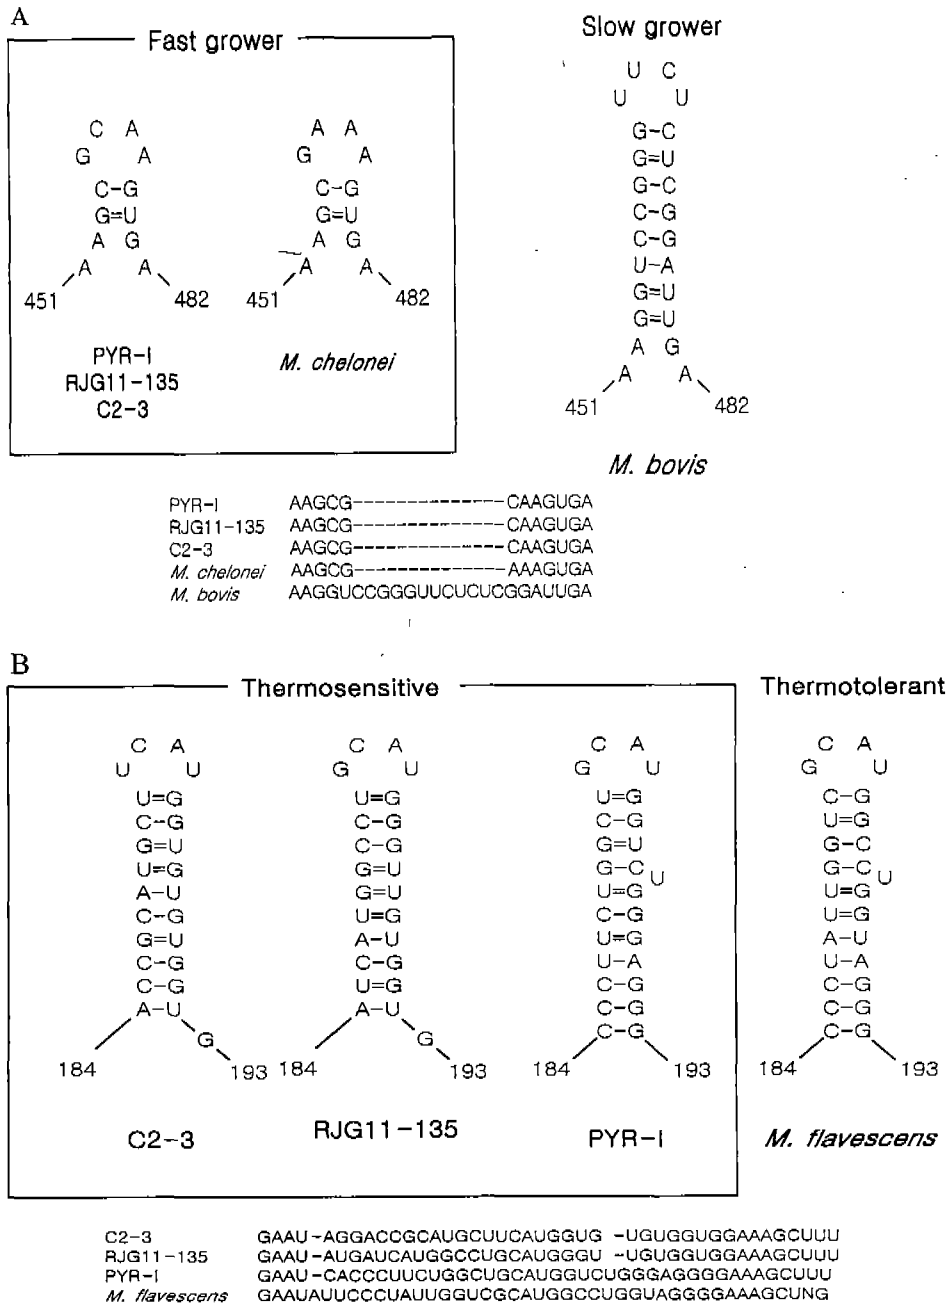 A
Fast grower
Slow grower
U C
U U
G-C
G=U
G-C
C-G
C-G
U-A
G=U
G=U
A G
A A
451 482
M. bovis
C A
G A
C-G
G=U
A G
A A
451 482
PYR-I
RJG11-135
C2-3
A A
G A
C-G
G=U
A G
A A
451 482
M. chelonei
PYR-I AAGCG--------------CAAGUGA
RJG11-135 AAGCG--------------CAAGUGA
C2-3 AAGCG--------------CAAGUGA
M. chelonei AAGCG--------------AAAGUGA
M. bovis AAGGUCCGGGUUCUCUCGGAUUGA
B
Thermosensitive
Thermotolerant
C A
U U
U=G
C-G
G=U
U=G
A-U
C-G
G=U
C-G
C-G
A-U
G
184 193
C2-3
C A
G U
U=G
C-G
C-G
G=U
G=U
U=G
A-U
C-G
U=G
A-U
G
184 193
RJG11-135
C A
G U
U=G
C-G
G=U
G-C
U
U=G
C-G
U=G
U-A
C-G
C-G
C-G
184 193
PYR-I
C A
G U
C-G
U=G
G-C
G-C
U
U=G
U=G
A-U
U-A
C-G
C-G
C-G
184 193
M. flavescens
C2-3 GAAU-AGGACCGCAUGCUUCAUGGUG -UGUGGUGGAAAGCUUU
RJG11-135 GAAU-AUGAUCAUGGCCUGCAUGGGUU -UGUGGUGGAAAGCUUU
PYR-I GAAU-CACCCUUCUGGCUGCAUGGUCUGGGAGGGGAAAGCUUU
M. flavescens GAAUAUUCCCUAUUGGUCGCAUGGCCUGGUAGGGGAAAGCUNG